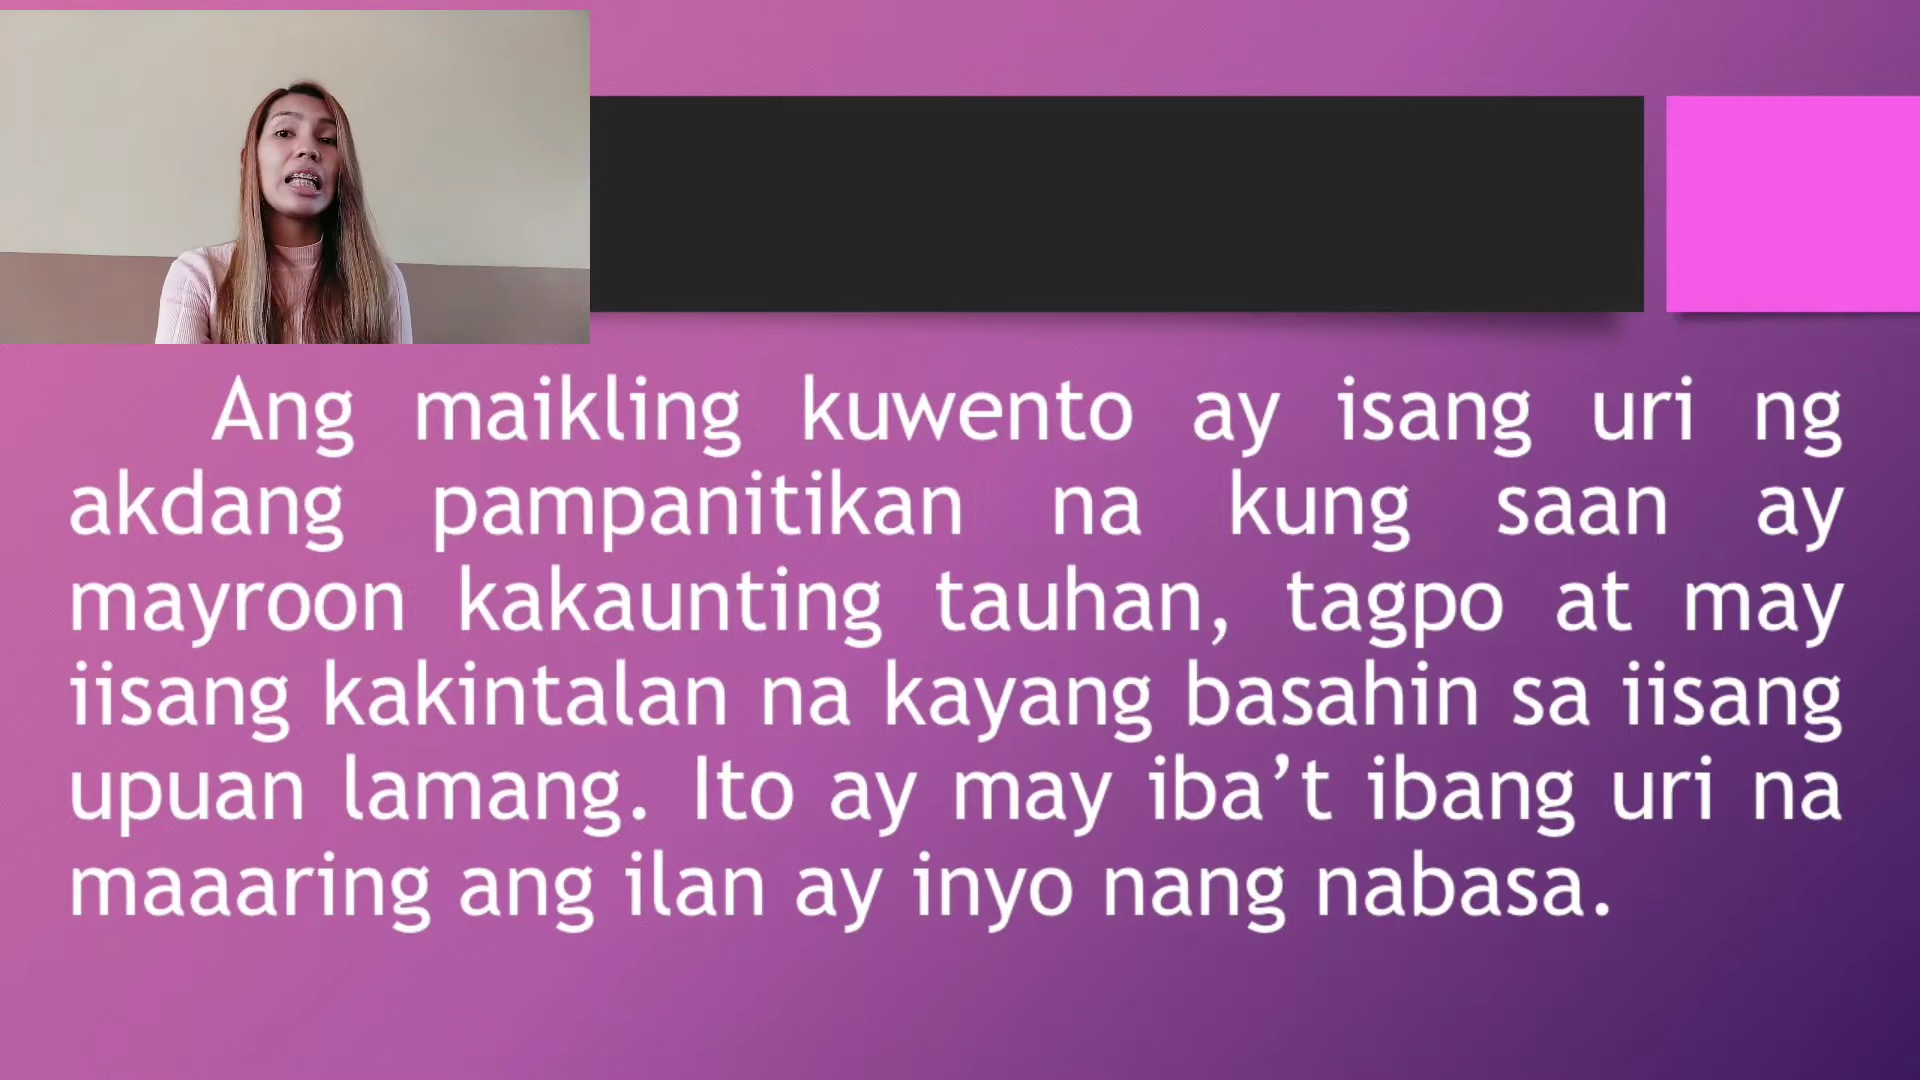 Ang maikling kuwento ay isang uri ng
akdang pampanitikan na kung saan ay
mayroon kakaunting tauhan, tagpo at may
iisang kakintalan na kayang basahin sa iisang
upuan lamang. Ito ay may iba’t ibang uri na
maaaring ang ilan ay inyo nang nabasa.